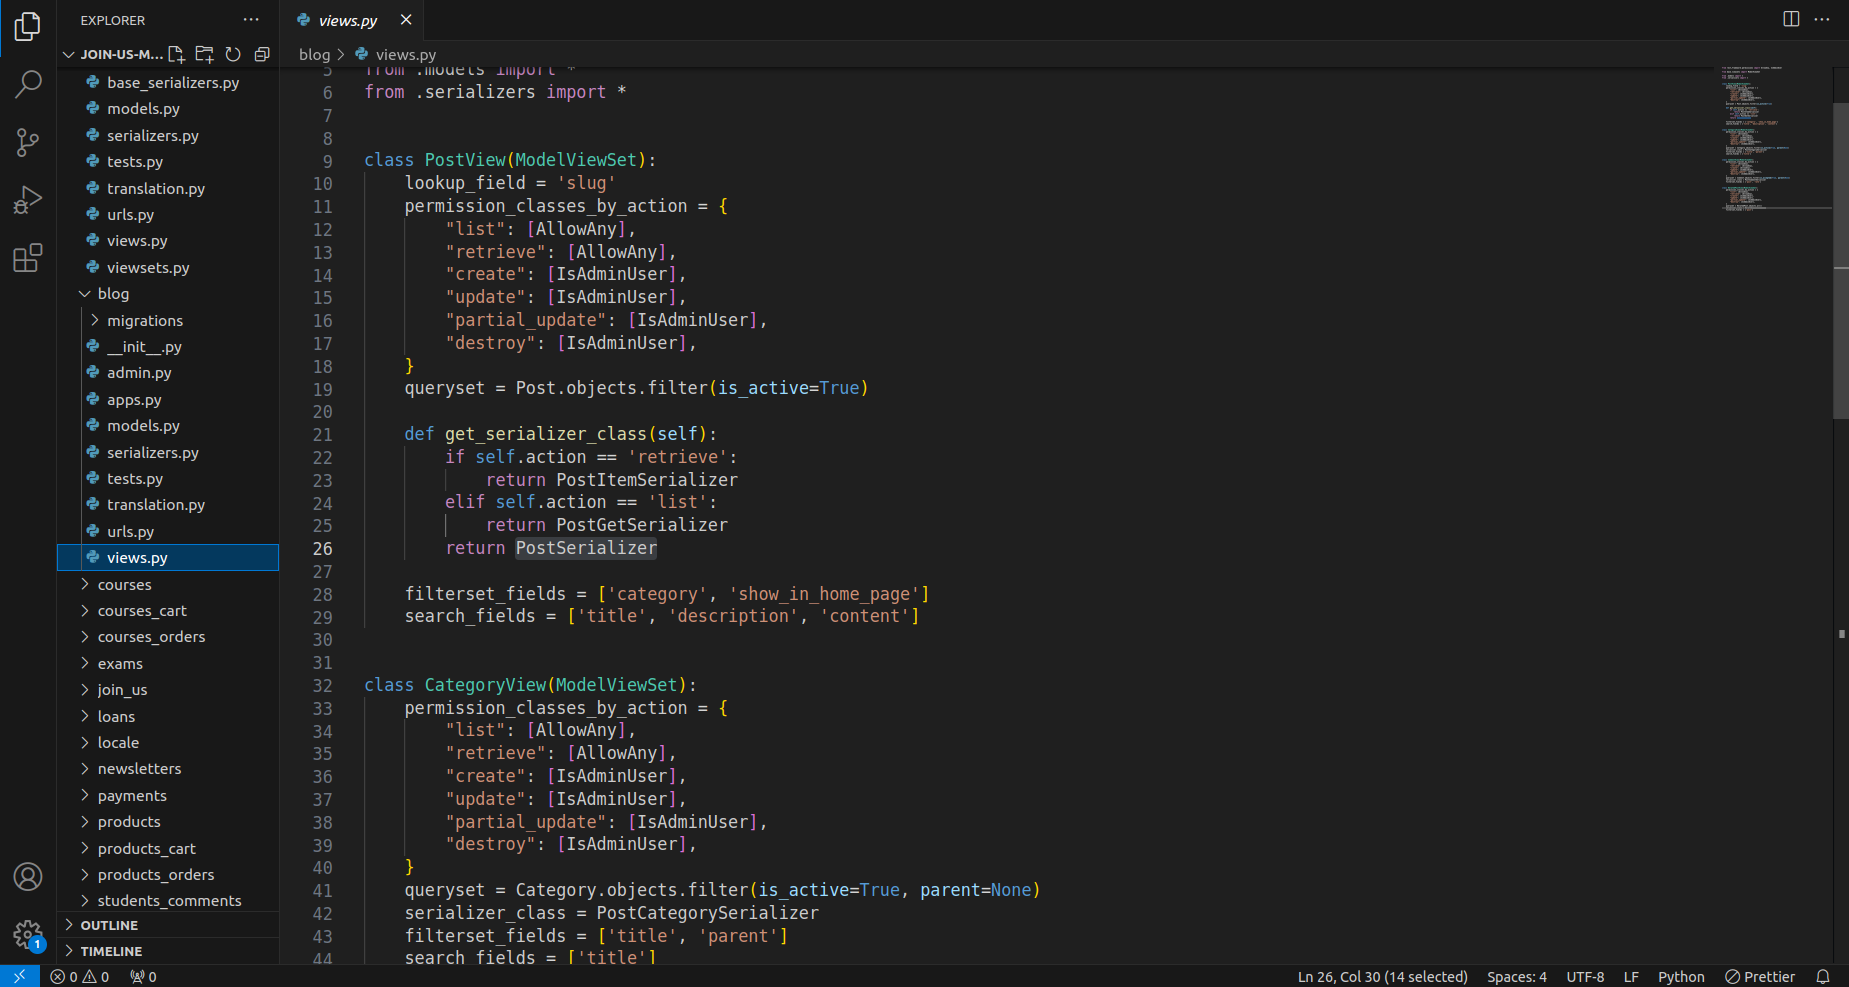 EXPLORER
views.py
JOIN-US-M...
blog > views.py
base_serializers.py
models.py
serializers.py
tests.py
translation.py
urls.py
views.py
viewsets.py
blog
migrations
__init__.py
admin.py
apps.py
models.py
serializers.py
tests.py
translation.py
urls.py
views.py
courses
courses_cart
courses_orders
exams
join_us
loans
locale
newsletters
payments
products
products_cart
products_orders
students_comments
OUTLINE
TIMELINE
1
5 from .models import *
6 from .serializers import *
7
8
9 class PostView(ModelViewSet):
10     lookup_field = 'slug'
11     permission_classes_by_action = {
12         "list": [AllowAny],
13         "retrieve": [AllowAny],
14         "create": [IsAdminUser],
15         "update": [IsAdminUser],
16         "partial_update": [IsAdminUser],
17         "destroy": [IsAdminUser],
18     }
19     queryset = Post.objects.filter(is_active=True)
20
21     def get_serializer_class(self):
22         if self.action == 'retrieve':
23             return PostItemSerializer
24         elif self.action == 'list':
25             return PostGetSerializer
26         return PostSerializer
27
28     filterset_fields = ['category', 'show_in_home_page']
29     search_fields = ['title', 'description', 'content']
30
31
32 class CategoryView(ModelViewSet):
33     permission_classes_by_action = {
34         "list": [AllowAny],
35         "retrieve": [AllowAny],
36         "create": [IsAdminUser],
37         "update": [IsAdminUser],
38         "partial_update": [IsAdminUser],
39         "destroy": [IsAdminUser],
40     }
41     queryset = Category.objects.filter(is_active=True, parent=None)
42     serializer_class = PostCategorySerializer
43     filterset_fields = ['title', 'parent']
44     search_fields = ['title']
0 0 0
Ln 26, Col 30 (14 selected) Spaces: 4 UTF-8 LF Python Prettier